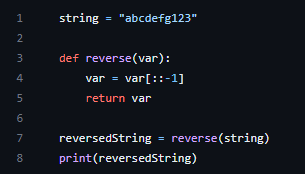 1 string = "abcdefg123"
2
3 def reverse(var):
4     var = var[::-1]
5     return var
6
7 reversedString = reverse(string)
8 print(reversedString)